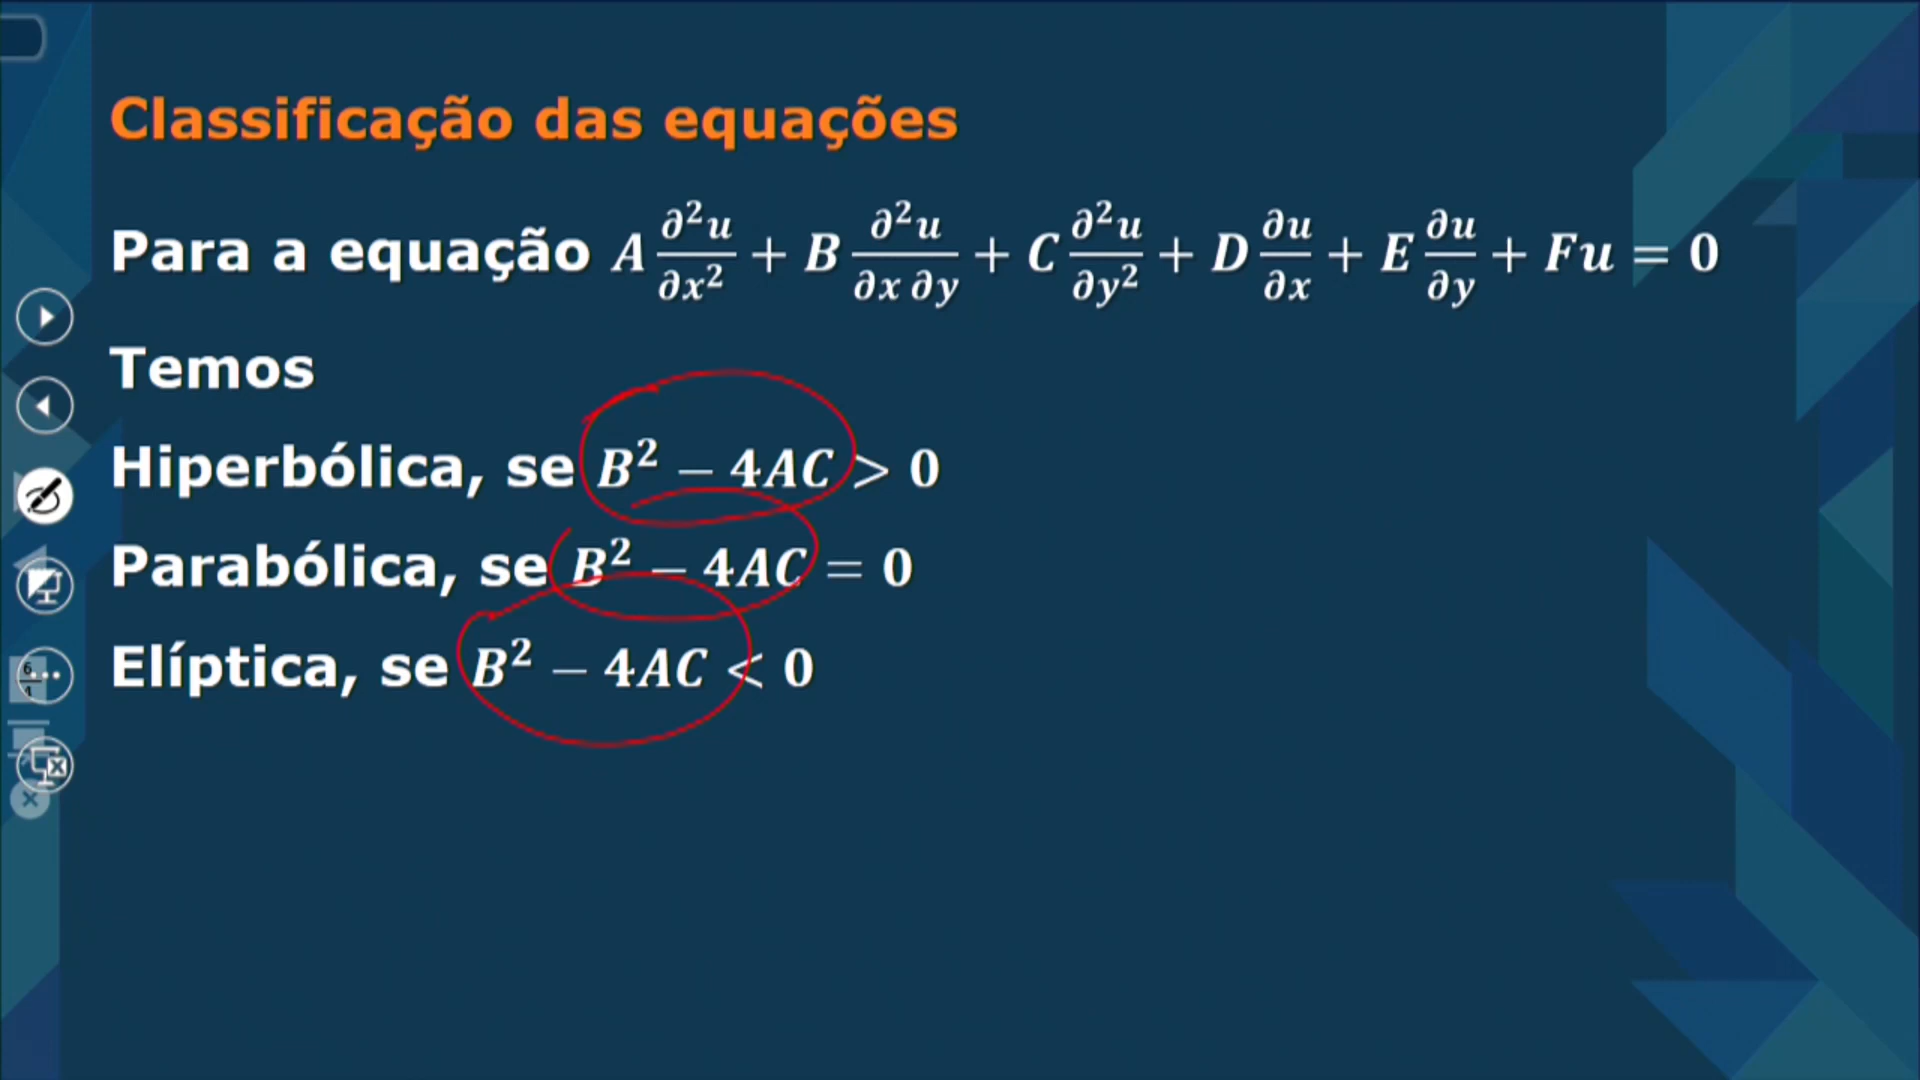 Classificação das equações
Para a equação A ∂²u/∂x² + B ∂²u/∂x ∂y + C ∂²u/∂y² + D ∂u/∂x + E ∂u/∂y + Fu = 0
Temos
Hiperbólica, se B² − 4AC > 0
Parabólica, se B² − 4AC = 0
Elíptica, se B² − 4AC < 0